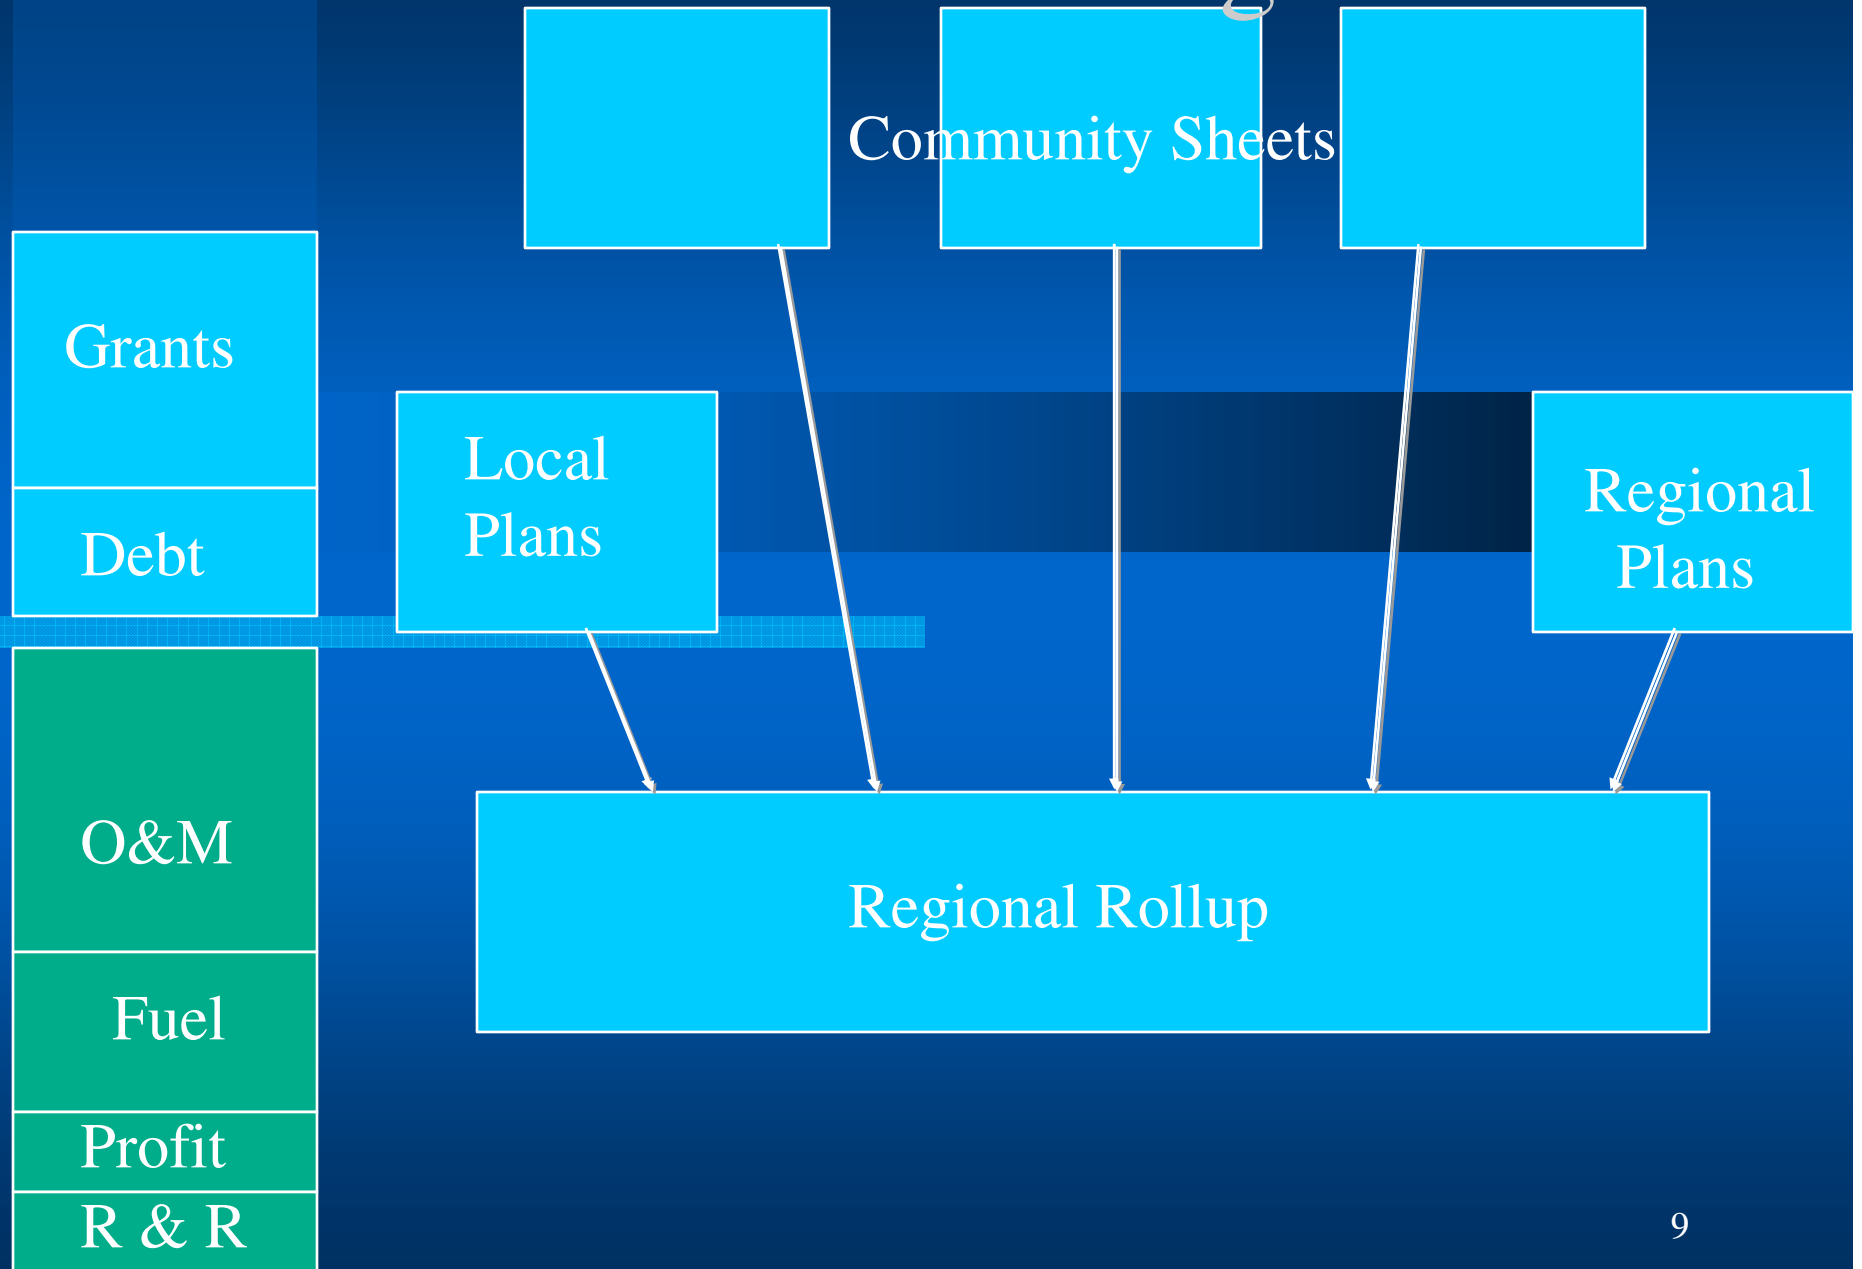 Community Sheets
Grants
Debt
Local
Plans
Regional
Plans
O&M
Fuel
Profit
R & R
Regional Rollup
9